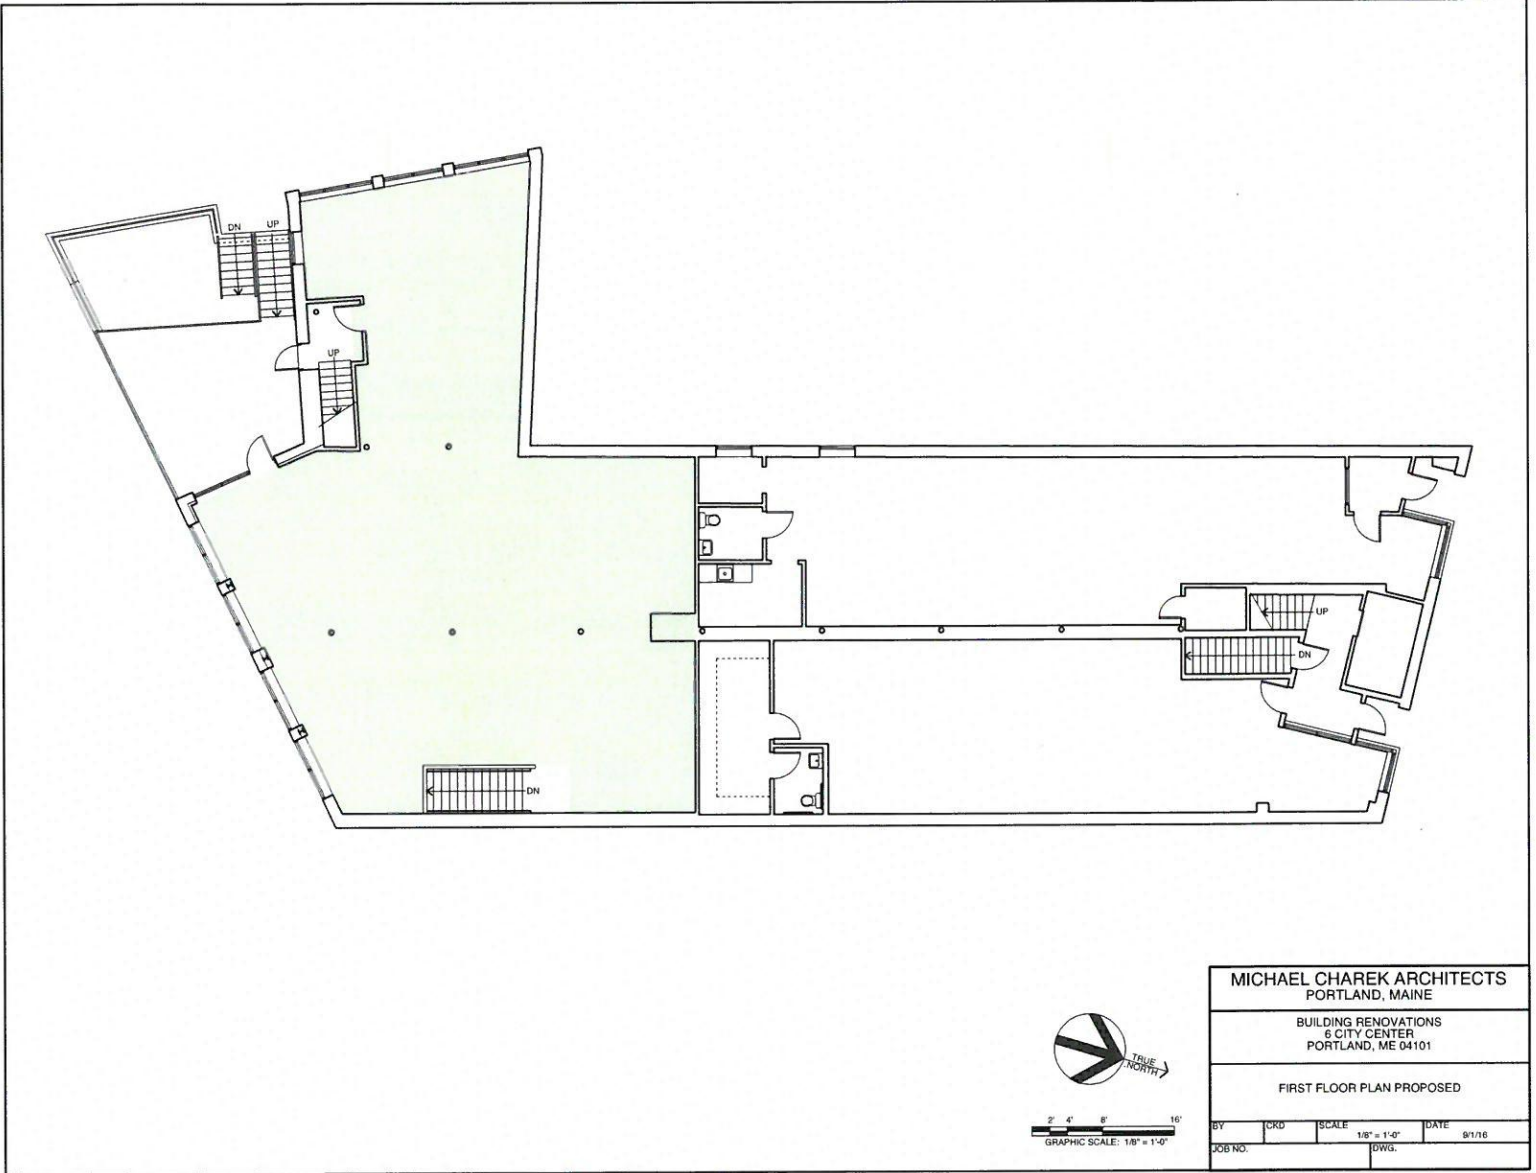 DN
UP
UP
UP
DN
DN
TRUE
NORTH
2' 4' 8' 16'
GRAPHIC SCALE: 1/8" = 1'-0"
MICHAEL CHAREK ARCHITECTS
PORTLAND, MAINE
BUILDING RENOVATIONS
6 CITY CENTER
PORTLAND, ME 04101
FIRST FLOOR PLAN PROPOSED
BY CKD SCALE 1/8" = 1'-0" DATE 9/1/16
JOB NO. DWG.